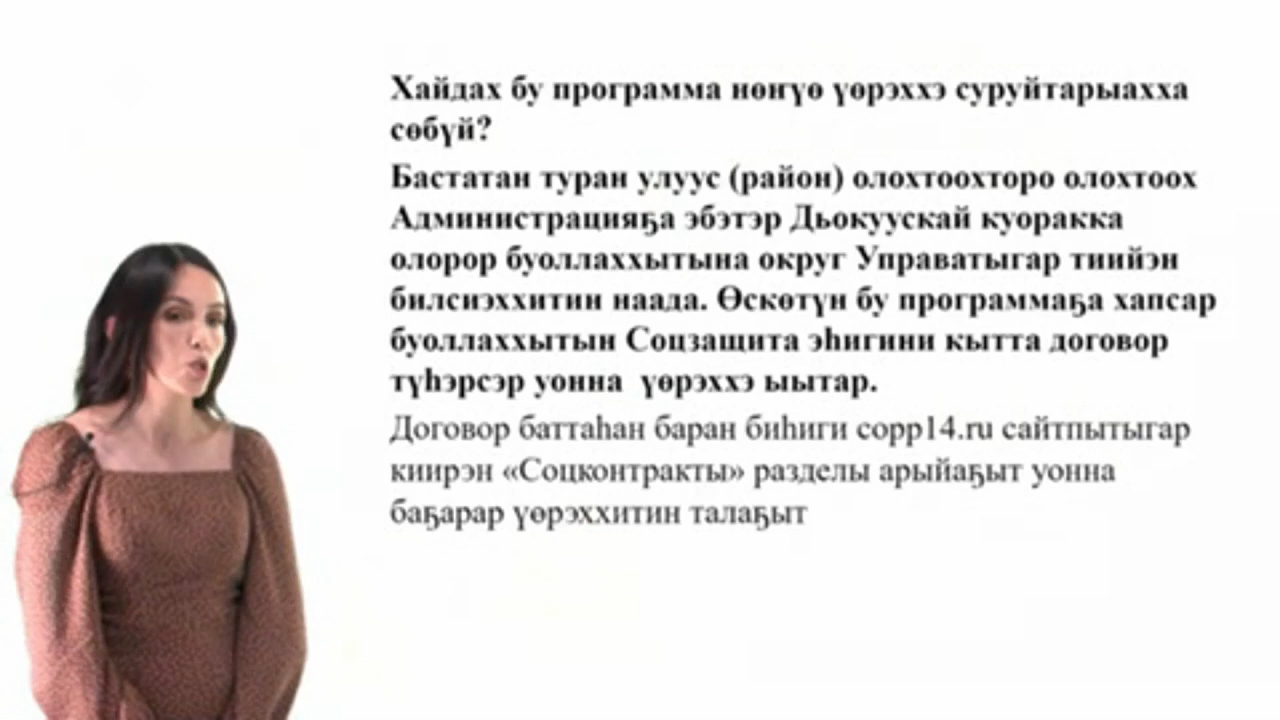 Хайдах бу программа нөҥүө үөрэххэ суруйтарыахха
сөбүй?
Бастатан туран улуус (район) олохтоохторо олохтоох
Администрацияҕа эбэтэр Дьокуускай куоракка
олорор буоллаххытына округ Управатыгар тиийэн
билсиэххитин наада. Өскөтүн бу программаҕа хапсар
буоллаххытын Соцзащита эһигини кытта договор
түһэрсэр уонна  үөрэххэ ыытар.
Договор баттаһан баран биһиги copp14.ru сайтпытыгар
киирэн «Соцконтракты» разделы арыйаҕыт уонна
баҕарар үөрэххитин талаҕыт